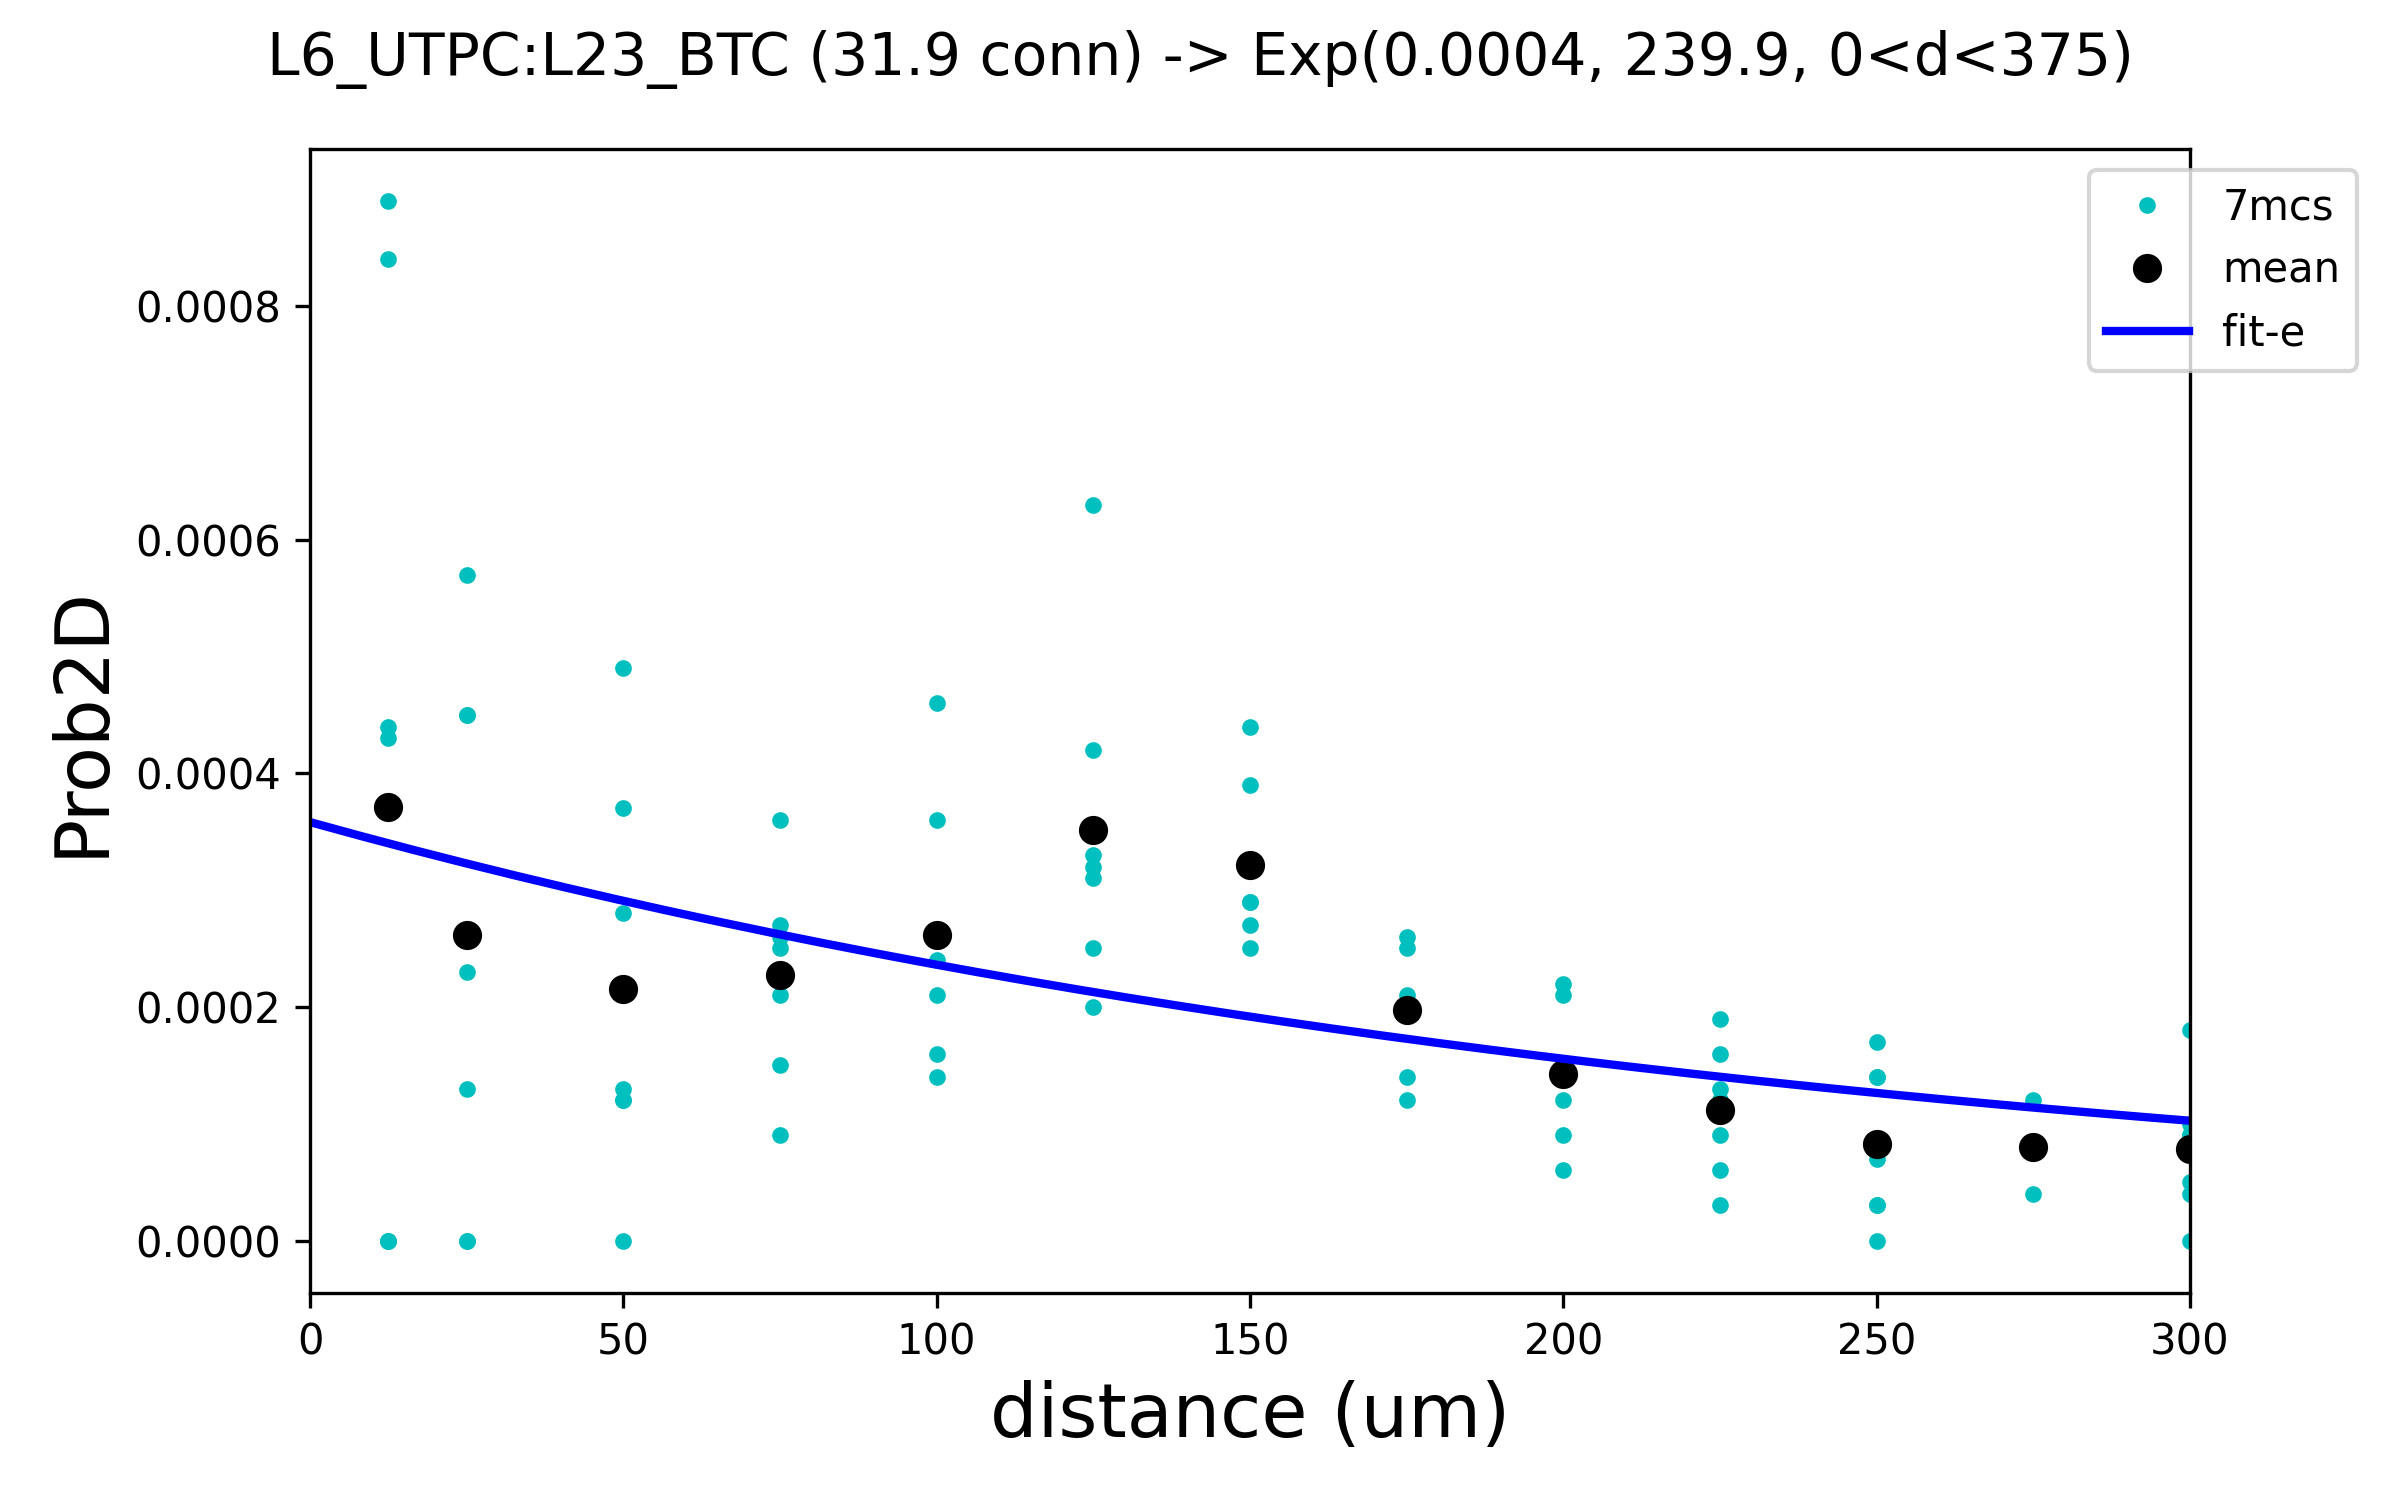 L6_UTPC:L23_BTC (31.9 conn) -> Exp(0.0004, 239.9, 0<d<375)
7mcs
mean
fit-e
0.0008
0.0006
0.0004
0.0002
0.0000
Prob2D
0 50 100 150 200 250 300
distance (um)